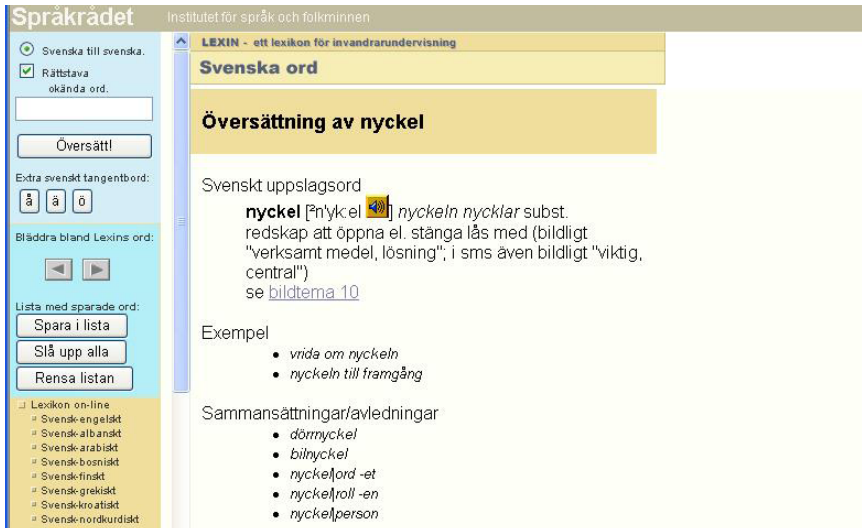 Språkrådet
Institutet för språk och folkminnen
Svenska till svenska.
Rättstava
okända ord.
Översätt!
Extra svenskt tangentbord:
å ä ö
Bläddra bland Lexins ord:
Lista med sparade ord:
Spara i lista
Slå upp alla
Rensa listan
Lexikon on-line
Svensk-engelskt
Svensk-albanskt
Svensk-arabiskt
Svensk-bosniskt
Svensk-finskt
Svensk-grekiskt
Svensk-kroatiskt
Svensk-nordkurdiskt
LEXIN - ett lexikon för invandrarundervisning
Svenska ord
Översättning av nyckel
Svenskt uppslagsord
nyckel [²n'yk:el ] nyckeln nycklar subst.
redskap att öppna el. stänga lås med (bildligt
"verksamt medel, lösning"; i sms även bildligt "viktig,
central")
se bildtema 10
Exempel
vrida om nyckeln
nyckeln till framgång
Sammansättningar/avledningar
dörrnyckel
bilnyckel
nyckel|ord -et
nyckel|roll -en
nyckel|person